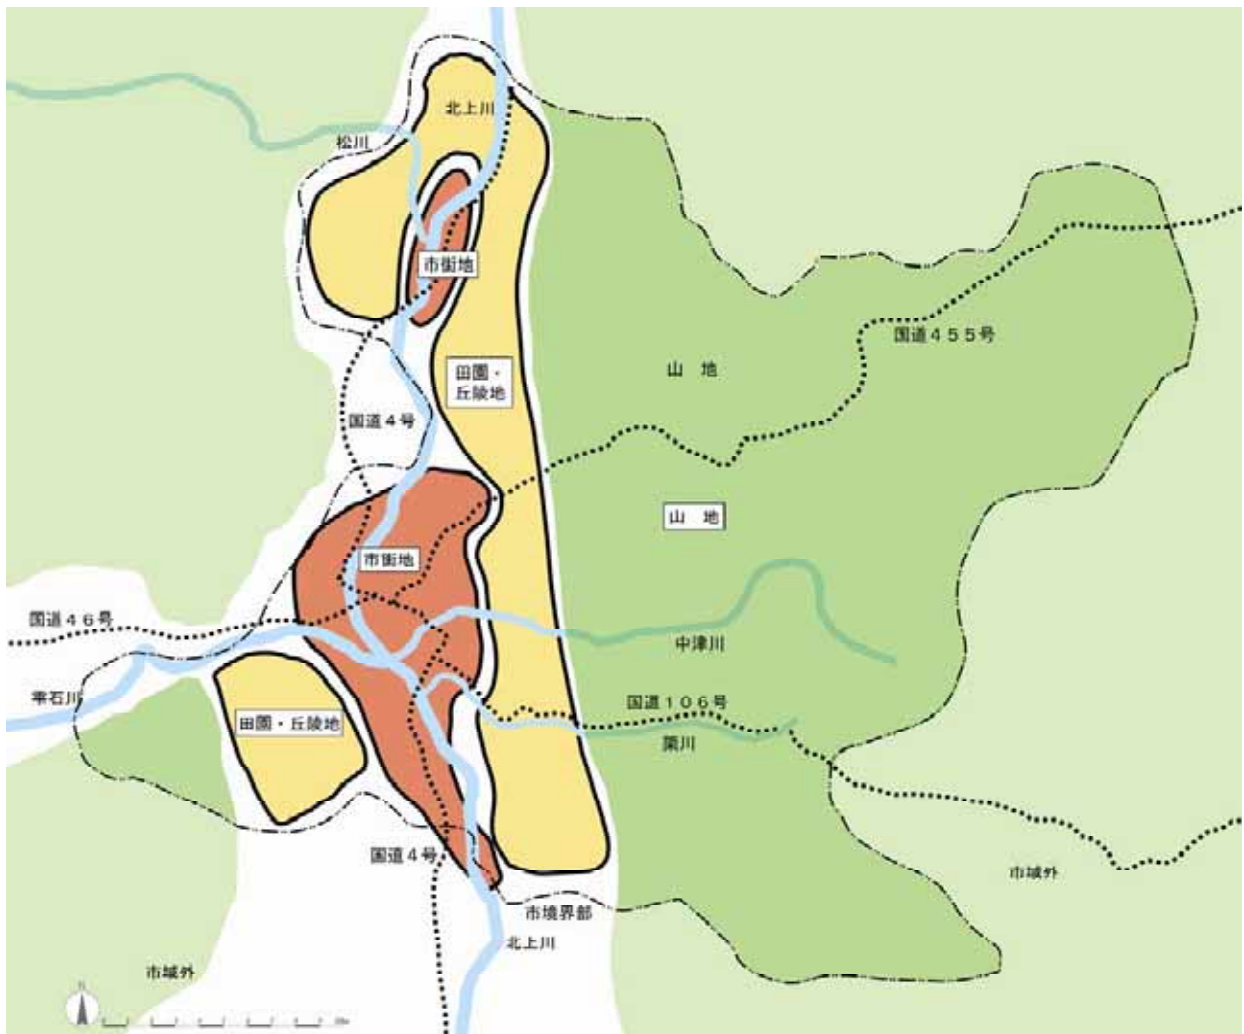 北上川
松川
市街地
国道４５５号
山　地
田園・
丘陵地
国道４号
山　地
市街地
国道４６号
中津川
雫石川
国道１０６号
田園・丘陵地
簗川
国道４号
市域外
市境界部
北上川
市域外
N